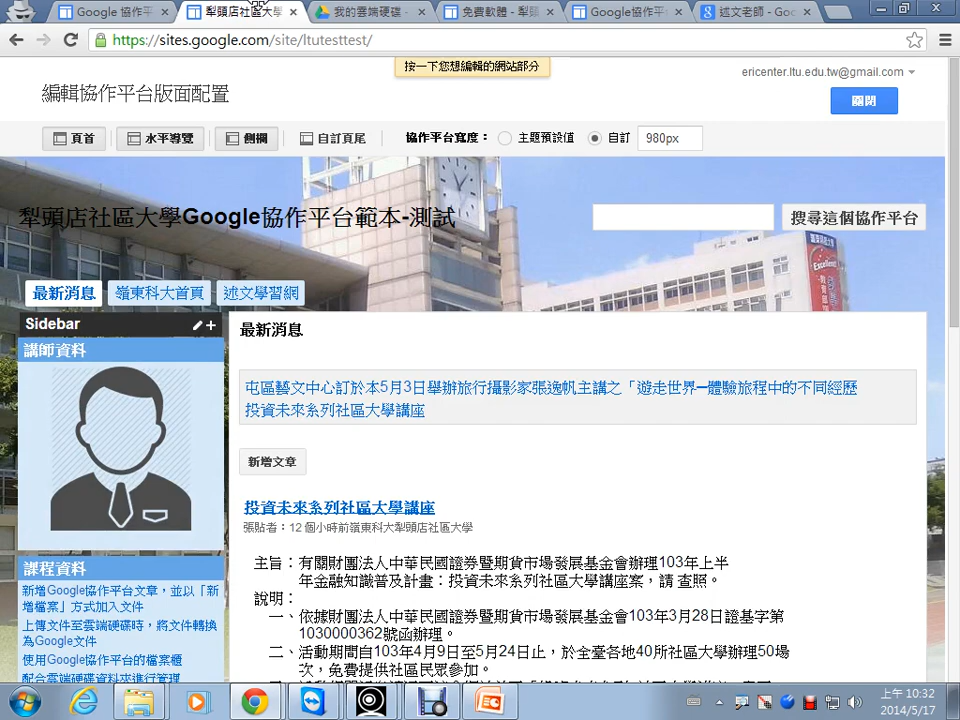 Google 協作平
犁頭店社區大學
我的雲端硬碟 -
免費軟體 - 犁頭
Google協作平台
述文老師 - Goo
https://sites.google.com/site/ltutesttest/
按一下您想編輯的網站部分
ericenter.ltu.edu.tw@gmail.com
編輯協作平台版面配置
關閉
頁首
水平導覽
側欄
自訂頁尾
協作平台寬度：
主題預設值
自訂
980px
犁頭店社區大學Google協作平台範本-測試
搜尋這個協作平台
Excellence!
最新消息
嶺東科大首頁
述文學習網
Sidebar
講師資料
課程資料
新增Google協作平台文章，並以「新
增檔案」方式加入文件
上傳文件至雲端硬碟時，將文件轉換
為Google文件
使用Google協作平台的檔案櫃
配合雲端硬碟資料夾進行管理
最新消息
屯區藝文中心訂於本5月3日舉辦旅行攝影家張逸帆主講之「遊走世界─體驗旅程中的不同經歷
投資未來系列社區大學講座
新增文章
投資未來系列社區大學講座
張貼者：12 個小時前嶺東科大犁頭店社區大學
主旨：有關財團法人中華民國證券暨期貨市場發展基金會辦理103年上半
年金融知識普及計畫：投資未來系列社區大學講座案，請 查照。
說明：
一、依據財團法人中華民國證券暨期貨市場發展基金會103年3月28日證基字第
1030000362號函辦理。
二、活動期間自103年4月9日至5月24日止，於全臺各地40所社區大學辦理50場
次，免費提供社區民眾參加。
上午 10:32
2014/5/17